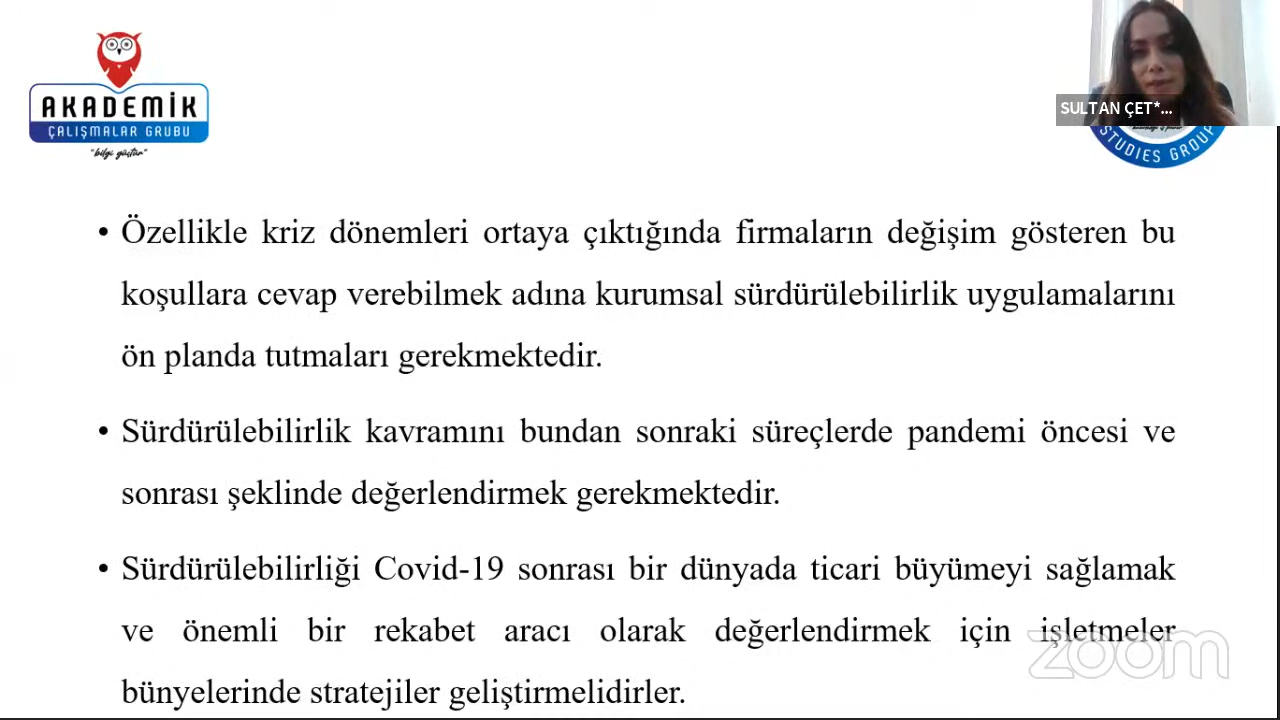 AKADEMİK
ÇALIŞMALAR GRUBU
"bilgi güçtür"
SULTAN ÇET*...
STUDIES GROUP
• Özellikle kriz dönemleri ortaya çıktığında firmaların değişim gösteren bu
koşullara cevap verebilmek adına kurumsal sürdürülebilirlik uygulamalarını
ön planda tutmaları gerekmektedir.
• Sürdürülebilirlik kavramını bundan sonraki süreçlerde pandemi öncesi ve
sonrası şeklinde değerlendirmek gerekmektedir.
• Sürdürülebilirliği Covid-19 sonrası bir dünyada ticari büyümeyi sağlamak
ve önemli bir rekabet aracı olarak değerlendirmek için işletmeler
bünyelerinde stratejiler geliştirmelidirler.
zoom